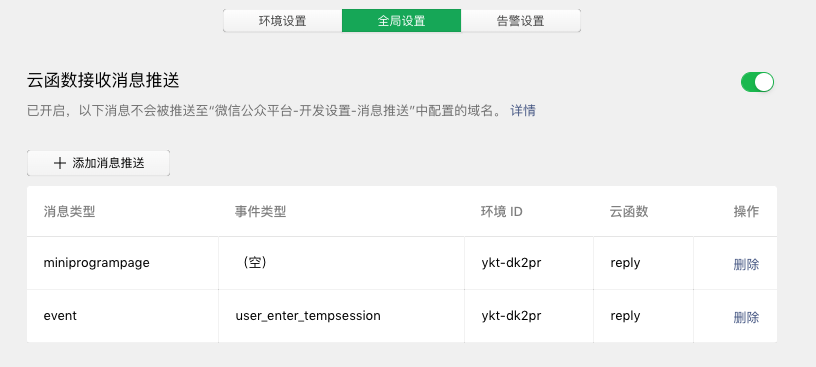 环境设置 全局设置 告警设置
云函数接收消息推送
已开启，以下消息不会被推送至“微信公众平台-开发设置-消息推送”中配置的域名。 详情
+ 添加消息推送
消息类型 事件类型 环境 ID 云函数 操作
miniprogrampage （空） ykt-dk2pr reply 删除
event user_enter_tempsession ykt-dk2pr reply 删除